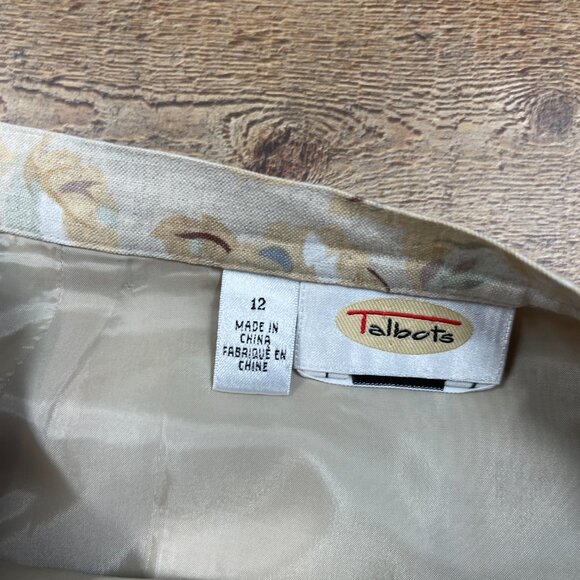 12
MADE IN
CHINA
FABRIQUÉ EN
CHINE
Talbots